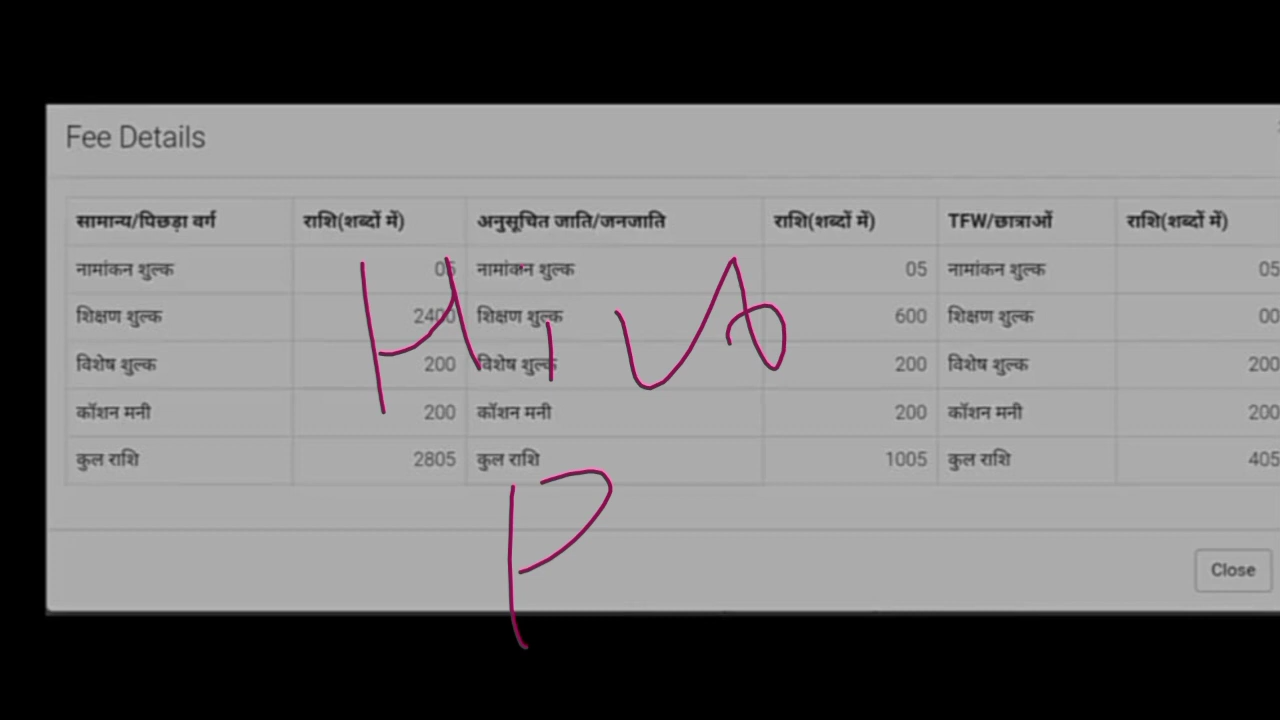 Fee Details
सामान्य/पिछड़ा वर्ग राशि(शब्दों में) अनुसूचित जाति/जनजाति राशि(शब्दों में) TFW/छात्राओं राशि(शब्दों में)
नामांकन शुल्क 05 नामांकन शुल्क 05 नामांकन शुल्क 05
शिक्षण शुल्क 2400 शिक्षण शुल्क 600 शिक्षण शुल्क 00
विशेष शुल्क 200 विशेष शुल्क 200 विशेष शुल्क 200
कॉशन मनी 200 कॉशन मनी 200 कॉशन मनी 200
कुल राशि 2805 कुल राशि 1005 कुल राशि 405
P
Close